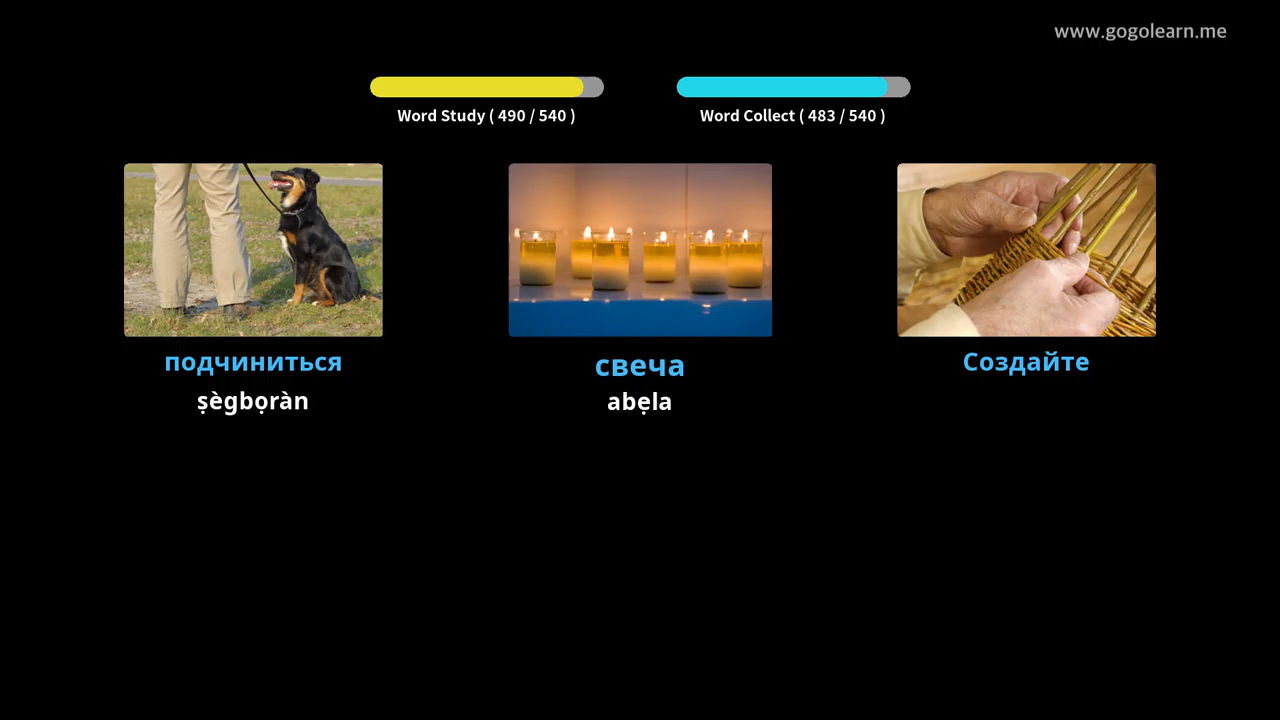 www.gogolearn.me
Word Study ( 490 / 540 )
Word Collect ( 483 / 540 )
подчиниться
ṣègbọràn
свеча
abẹla
Создайте